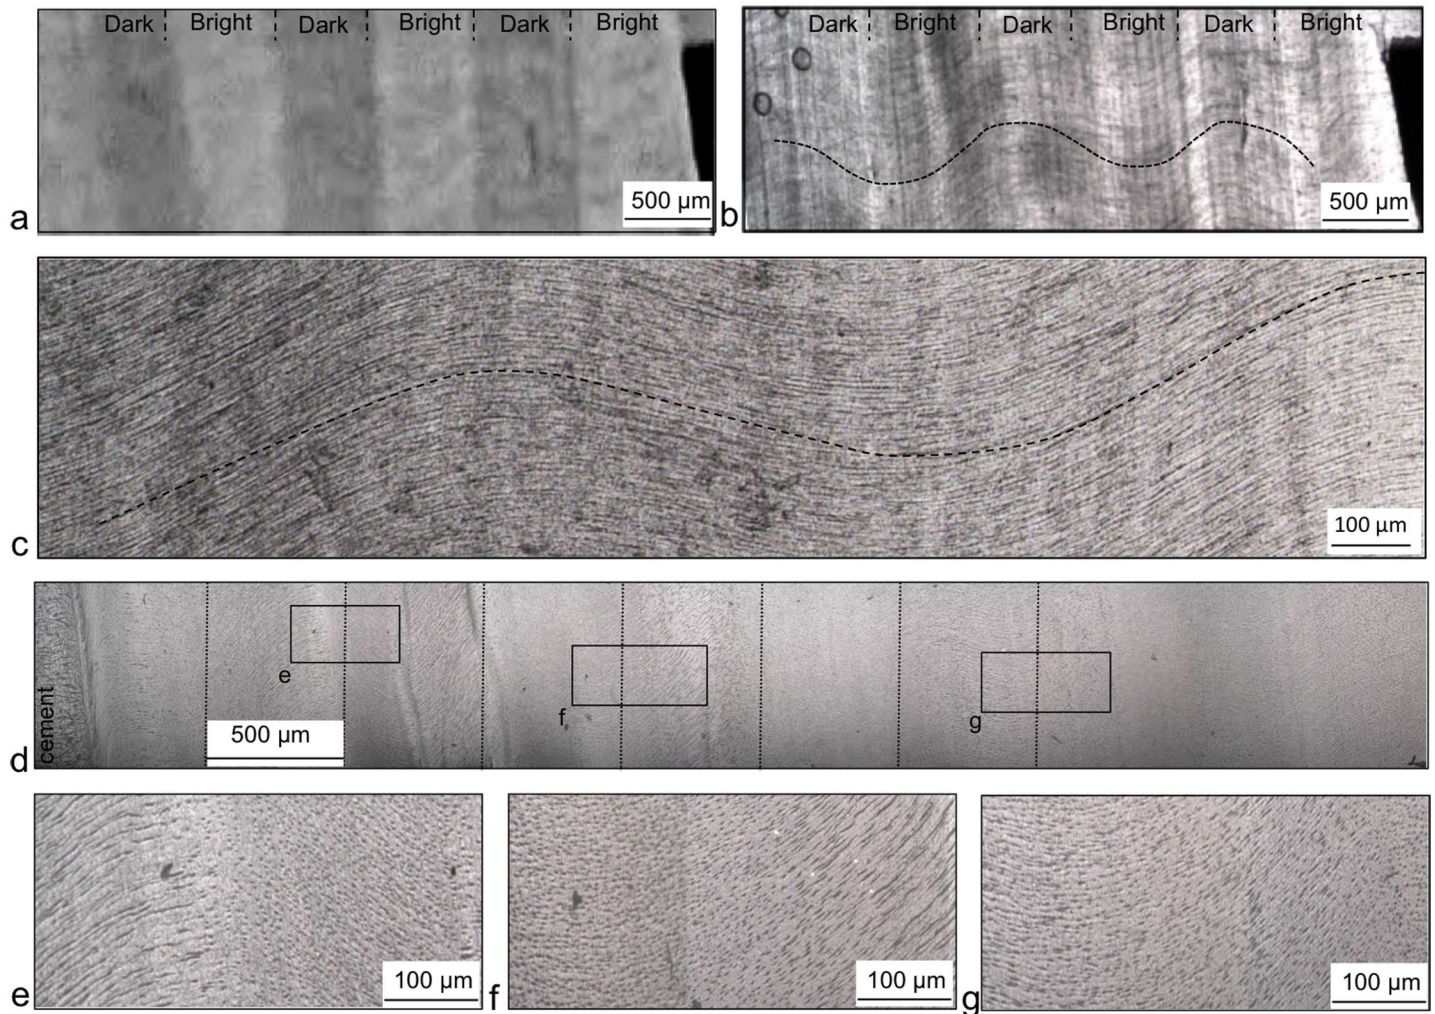 Dark Bright Dark Bright Dark Bright
500 µm
a
Dark Bright Dark Bright Dark Bright
500 µm
b
100 µm
c
cement
e
f
g
500 µm
d
100 µm
e
100 µm
f
100 µm
g